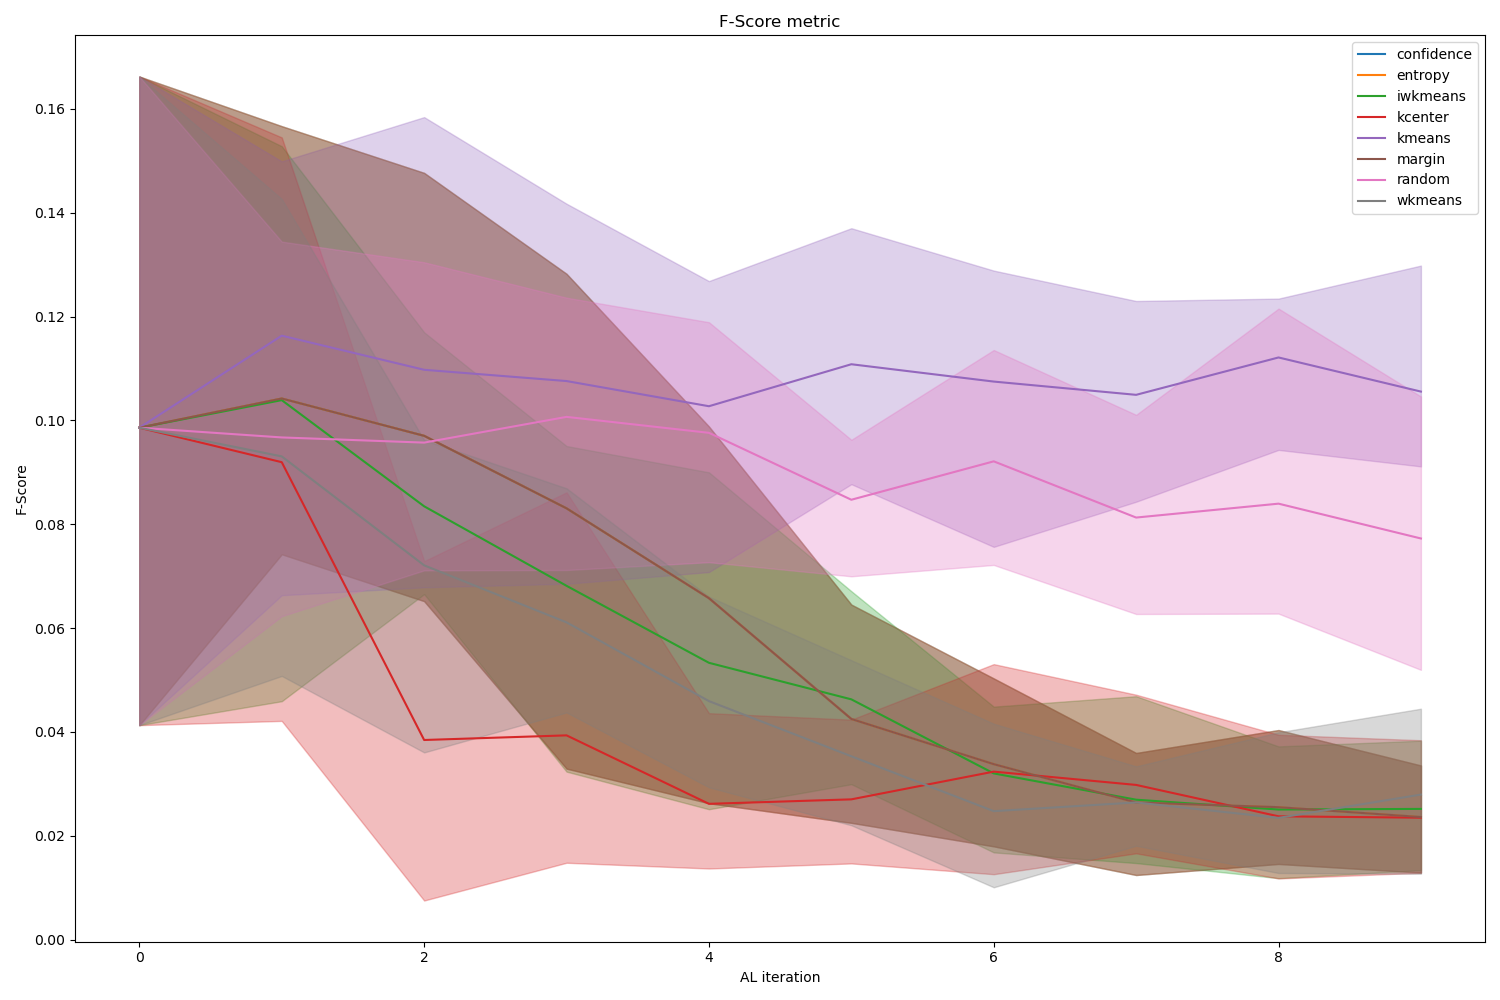 F-Score metric
confidence
entropy
iwkmeans
kcenter
kmeans
margin
random
wkmeans
F-Score
0.16
0.14
0.12
0.10
0.08
0.06
0.04
0.02
0.00
0 2 4 6 8
AL iteration